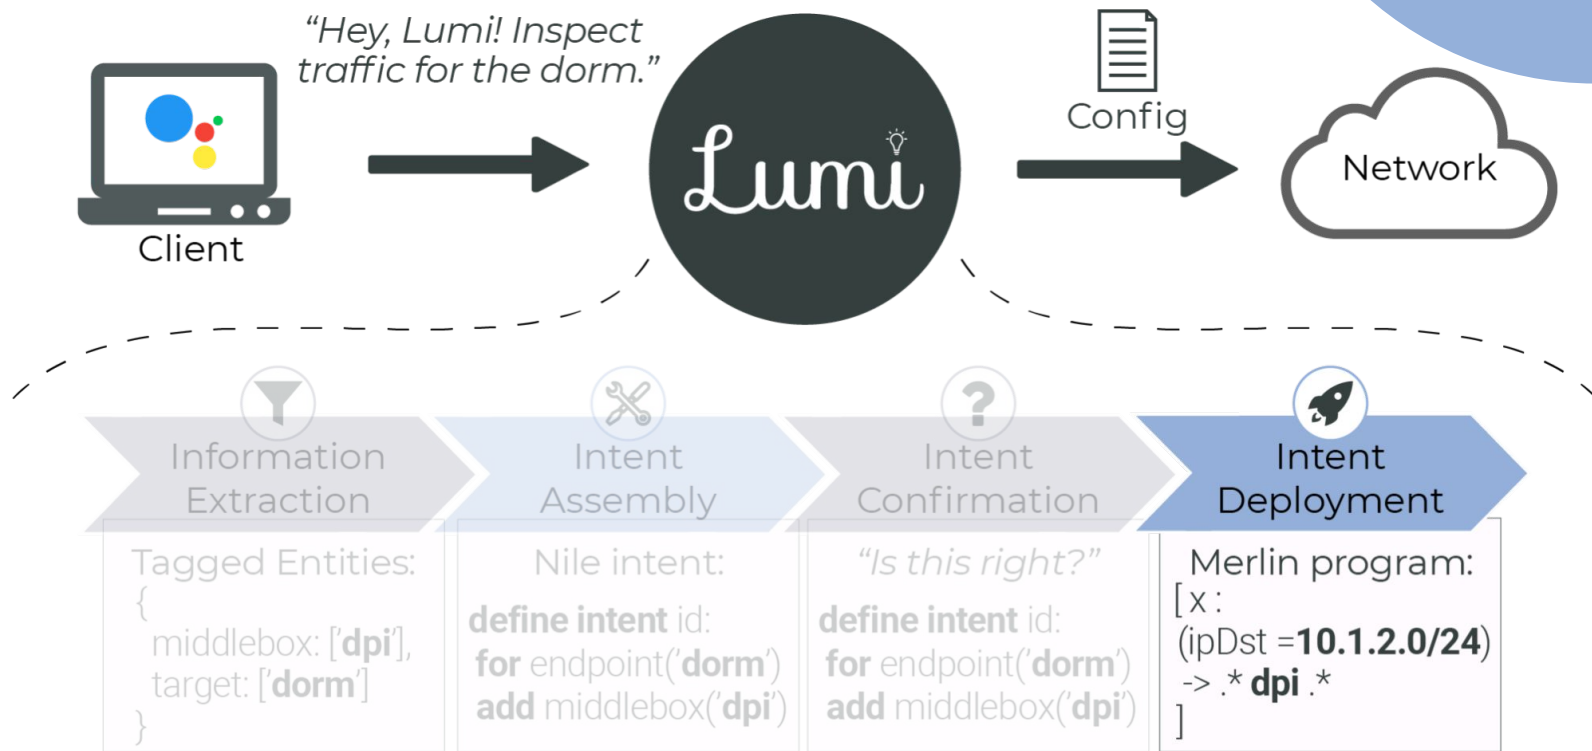 “Hey, Lumi! Inspect
traffic for the dorm.”
Client
Lumi
Config
Network
Information
Extraction
Tagged Entities:
{
middlebox: [’dpi’],
target: [’dorm’]
}
Intent
Assembly
Nile intent:
define intent id:
for endpoint(’dorm’)
add middlebox(’dpi’)
?
Intent
Confirmation
“Is this right?”
define intent id:
for endpoint(’dorm’)
add middlebox(’dpi’)
Intent
Deployment
Merlin program:
[ x :
(ipDst =10.1.2.0/24)
-> .* dpi .*
]